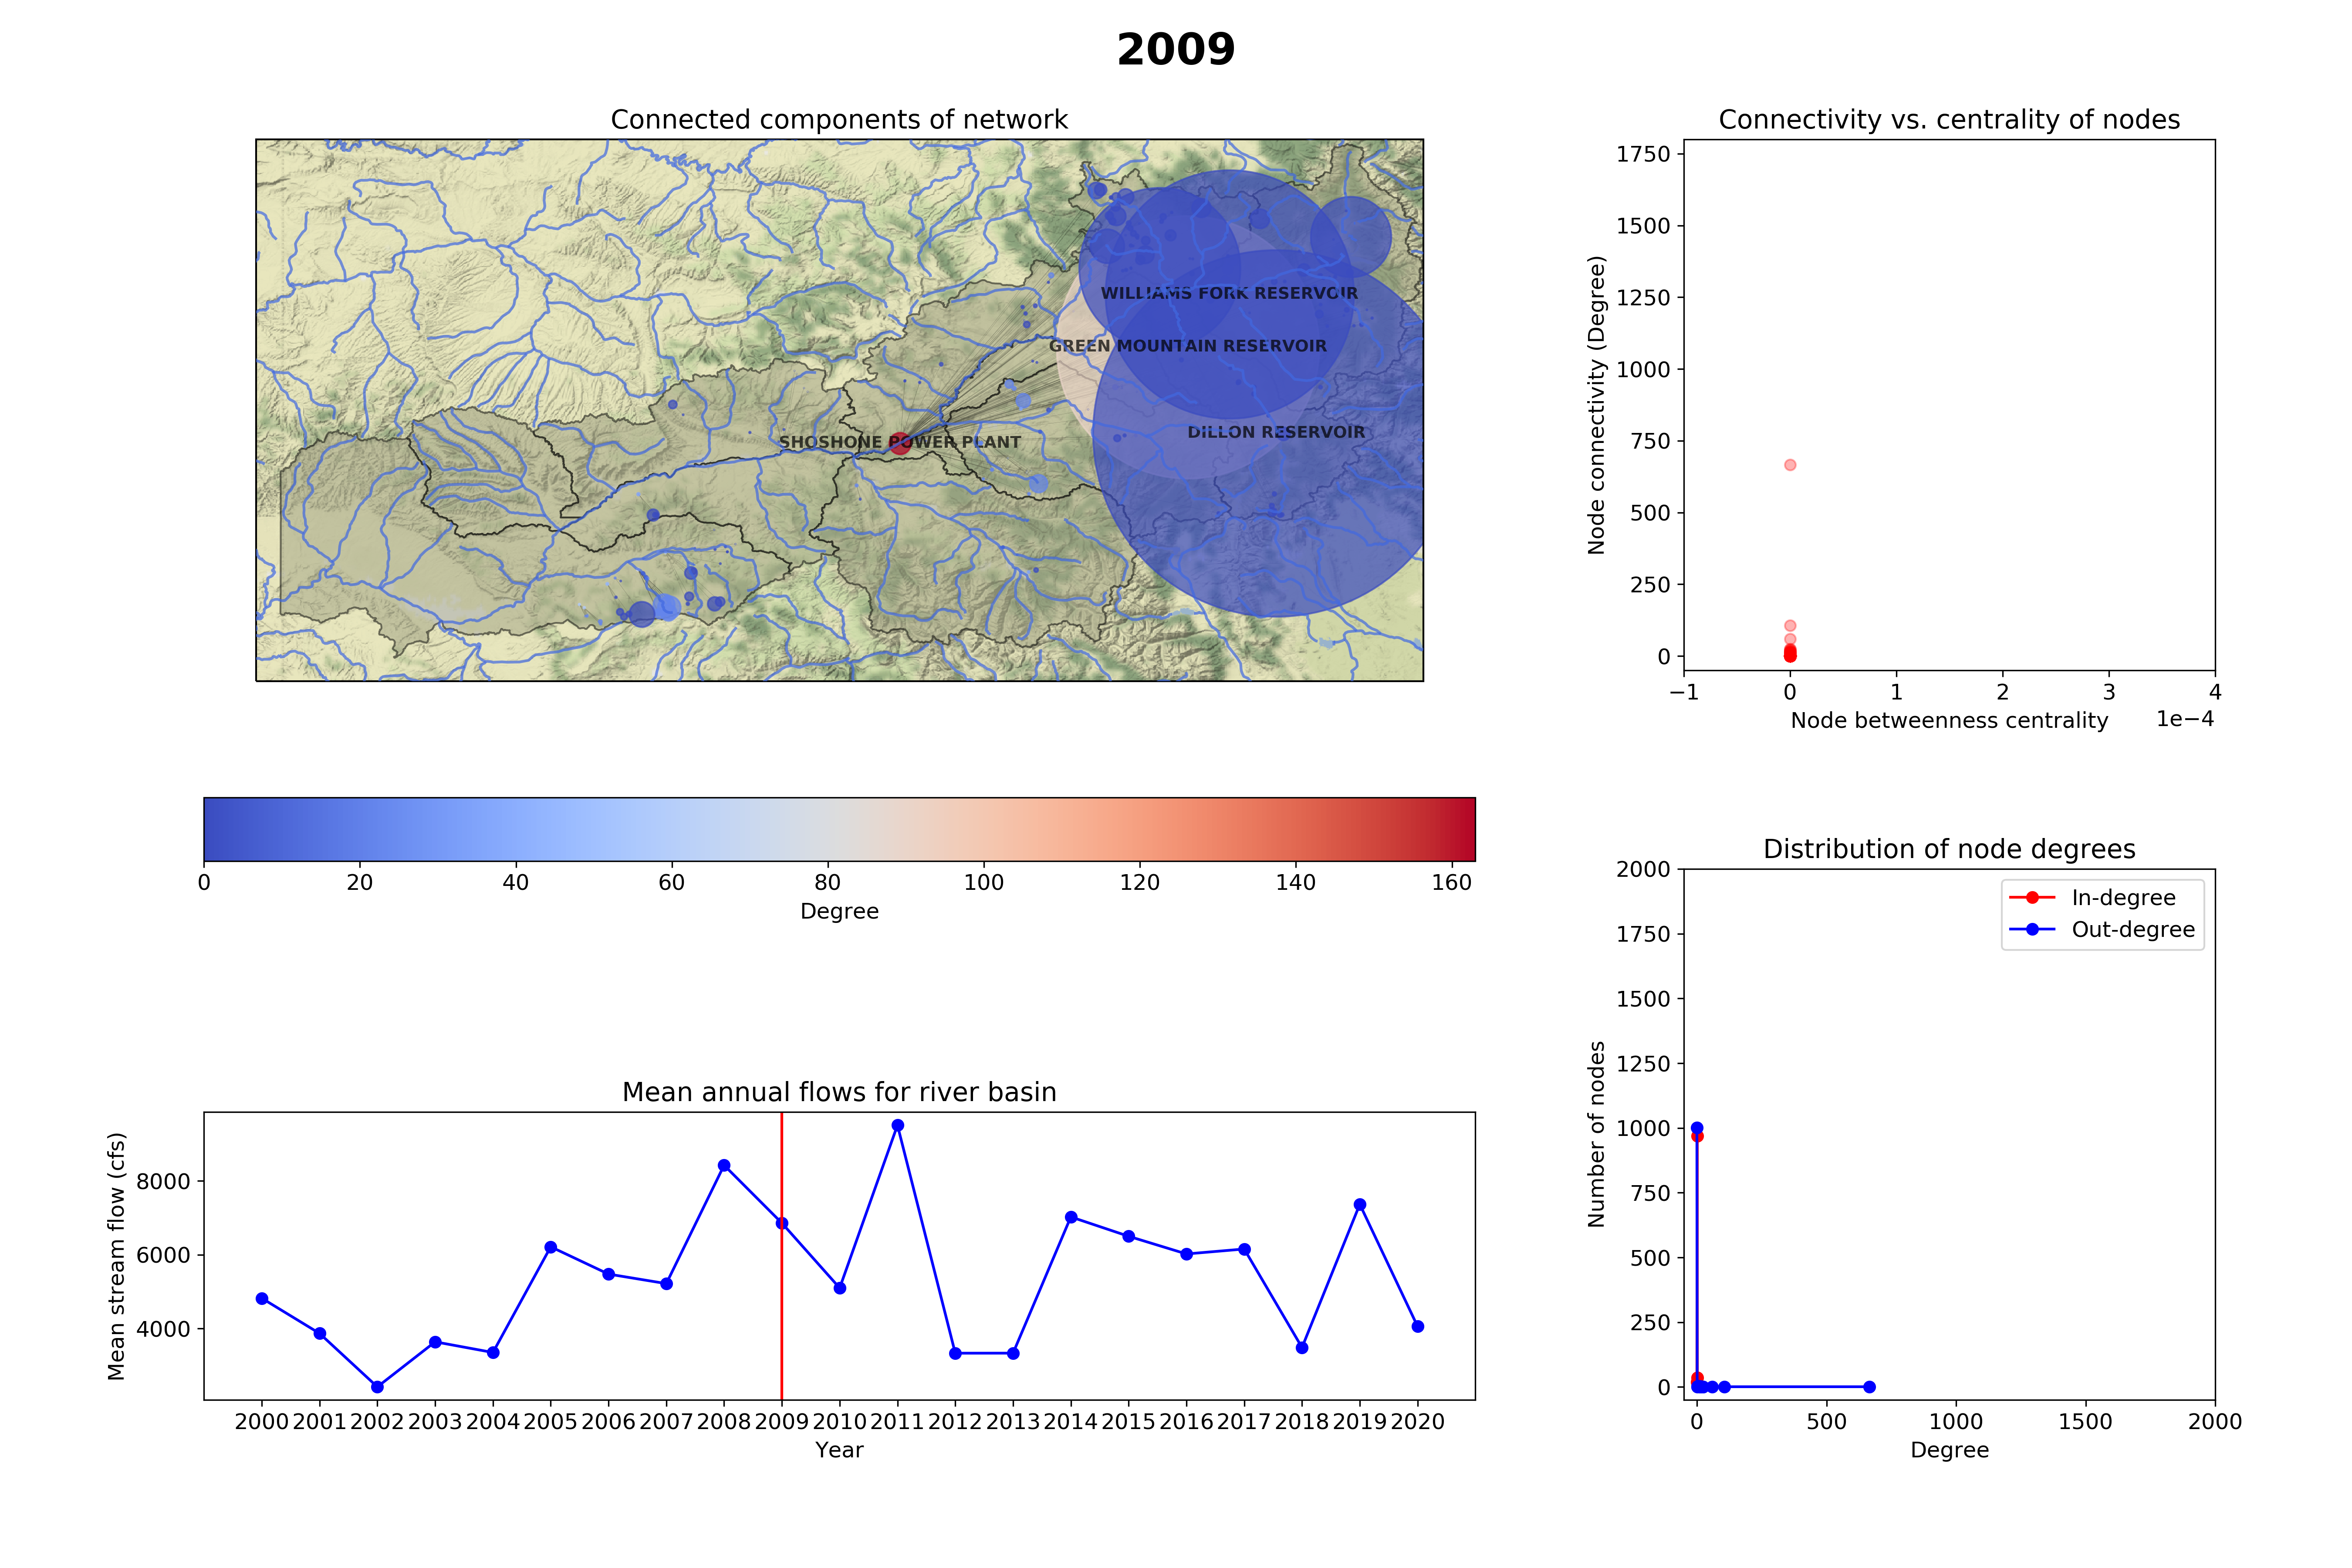 2009
Connected components of network
WILLIAMS FORK RESERVOIR
GREEN MOUNTAIN RESERVOIR
DILLON RESERVOIR
SHOSHONE POWER PLANT
0 20 40 60 80 100 120 140 160
Degree
Connectivity vs. centrality of nodes
Node connectivity (Degree)
1750
1500
1250
1000
750
500
250
0
−1 0 1 2 3 4
Node betweenness centrality 1e−4
Mean annual flows for river basin
Mean stream flow (cfs)
8000
6000
4000
2000 2001 2002 2003 2004 2005 2006 2007 2008 2009 2010 2011 2012 2013 2014 2015 2016 2017 2018 2019 2020
Year
Distribution of node degrees
Number of nodes
2000
1750
1500
1250
1000
750
500
250
0
In-degree
Out-degree
0 500 1000 1500 2000
Degree